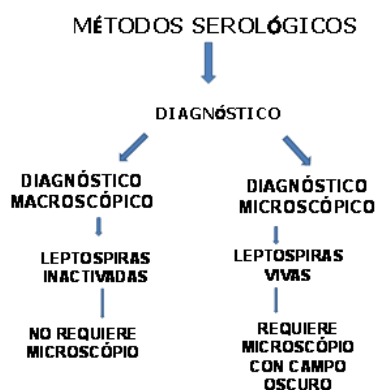 MÉTODOS SEROLÓGICOS
DIAGNÓSTICO
DIAGNÓSTICO
MACROSCÓPICO
LEPTOSPIRAS
INACTIVADAS
NO REQUIERE
MICROSCÓPIO
DIAGNÓSTICO
MICROSCÓPICO
LEPTOSPIRAS
VIVAS
REQUIERE
MICROSCÓPIO
CON CAMPO
OSCURO